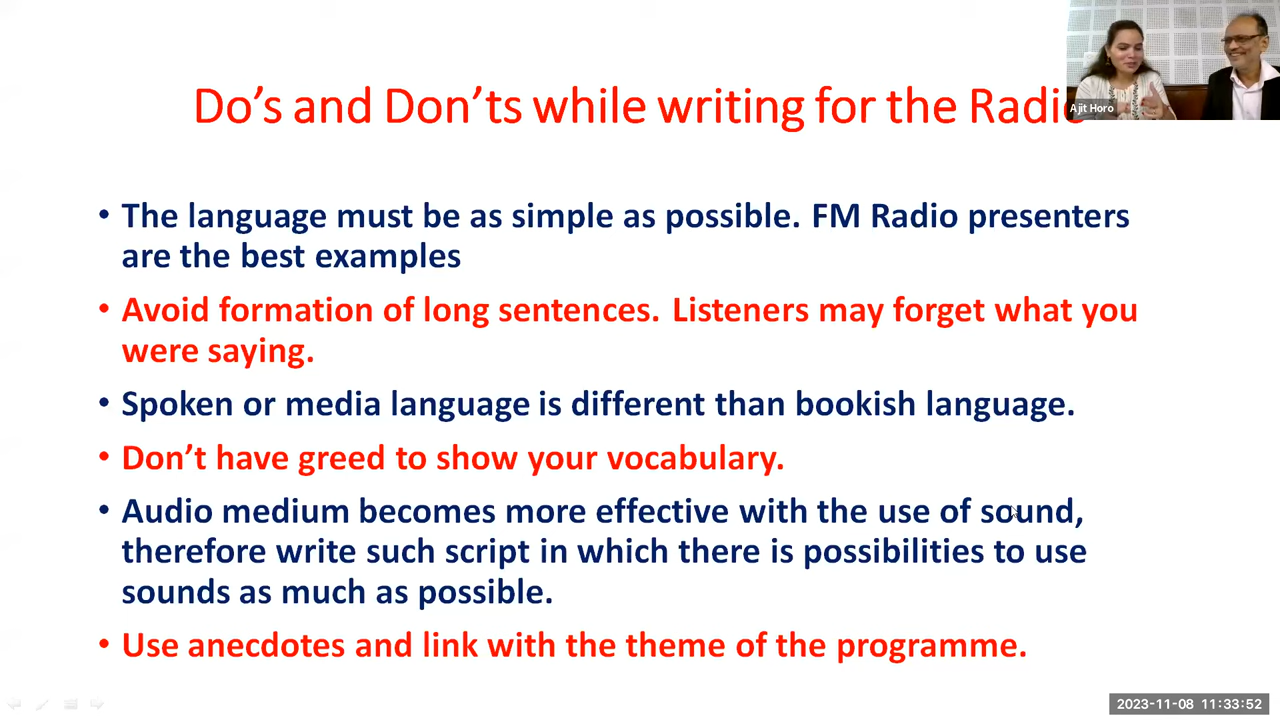 Do's and Don'ts while writing for the Radio
Ajit Horo
• The language must be as simple as possible. FM Radio presenters
are the best examples
• Avoid formation of long sentences. Listeners may forget what you
were saying.
• Spoken or media language is different than bookish language.
• Don't have greed to show your vocabulary.
• Audio medium becomes more effective with the use of sound,
therefore write such script in which there is possibilities to use
sounds as much as possible.
• Use anecdotes and link with the theme of the programme.
2023-11-08 11:33:52